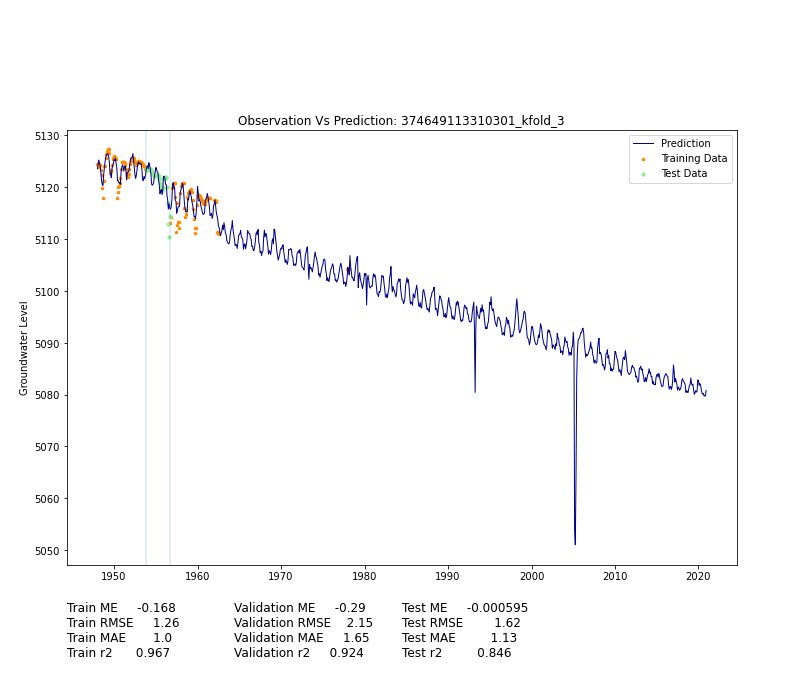 Observation Vs Prediction: 374649113310301_kfold_3
Prediction
Training Data
Test Data
Groundwater Level
5130
5120
5110
5100
5090
5080
5070
5060
5050
1950 1960 1970 1980 1990 2000 2010 2020
Train ME -0.168 Validation ME -0.29 Test ME -0.000595
Train RMSE 1.26 Validation RMSE 2.15 Test RMSE 1.62
Train MAE 1.0 Validation MAE 1.65 Test MAE 1.13
Train r2 0.967 Validation r2 0.924 Test r2 0.846